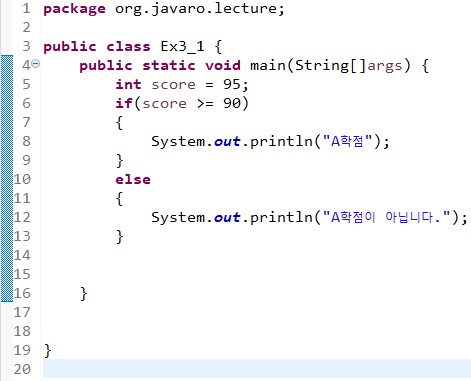 1 package org.javaro.lecture;
2
3 public class Ex3_1 {
4 public static void main(String[]args) {
5 int score = 95;
6 if(score >= 90)
7 {
8 System.out.println("A학점");
9 }
10 else
11 {
12 System.out.println("A학점이 아닙니다.");
13 }
14
15
16 }
17
18
19 }
20